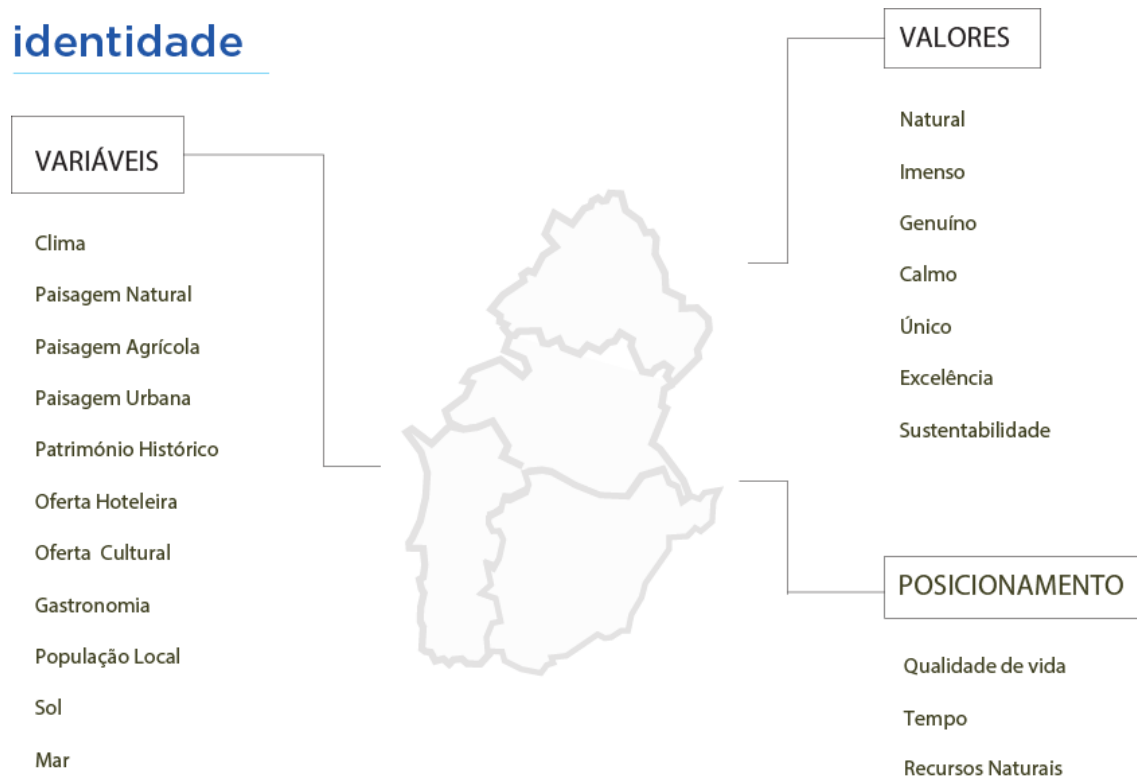 identidade
VARIÁVEIS
Clima
Paisagem Natural
Paisagem Agrícola
Paisagem Urbana
Património Histórico
Oferta Hoteleira
Oferta Cultural
Gastronomia
População Local
Sol
Mar
VALORES
Natural
Imenso
Genuíno
Calmo
Único
Excelência
Sustentabilidade
POSICIONAMENTO
Qualidade de vida
Tempo
Recursos Naturais